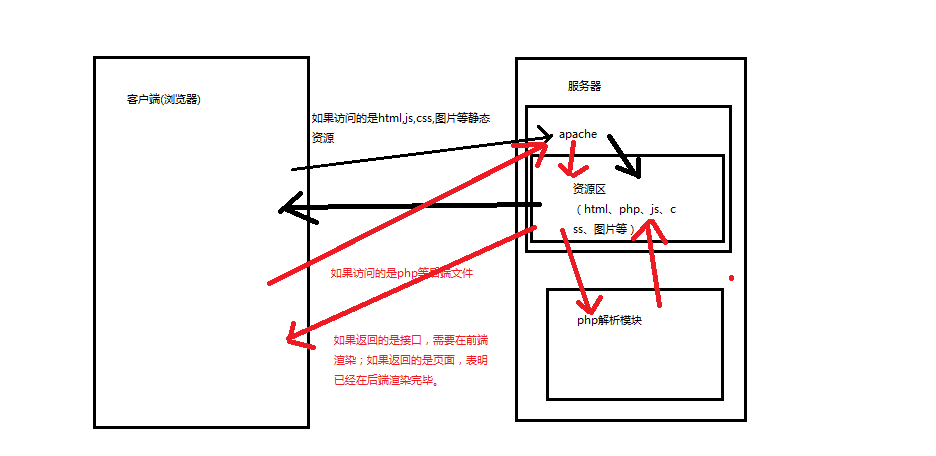 客户端(浏览器)
服务器
如果访问的是html,js,css,图片等静态
资源
apache
资源区
（html、php、js、c
ss、图片等）
如果访问的是php等后端文件
php解析模块
如果返回的是接口，需要在前端
渲染；如果返回的是页面，表明
已经在后端渲染完毕。